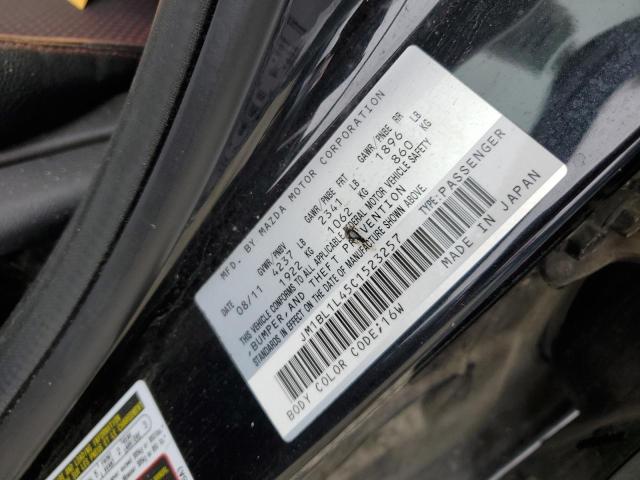 MFD. BY MAZDA MOTOR CORPORATION
08/11 GVWR/PNBV GAWR/PNBE FRT GAWR/PNBE RR
4237 LB 2341 LB 1896 LB
1922 KG 1062 KG 860 KG
THIS VEHICLE CONFORMS TO ALL APPLICABLE FEDERAL MOTOR VEHICLE SAFETY,
BUMPER, AND THEFT PREVENTION
STANDARDS IN EFFECT ON THE DATE OF MANUFACTURE SHOWN ABOVE.
JM1BL1L45C1523257 TYPE:PASSENGER
BODY COLOR CODE:16W MADE IN JAPAN